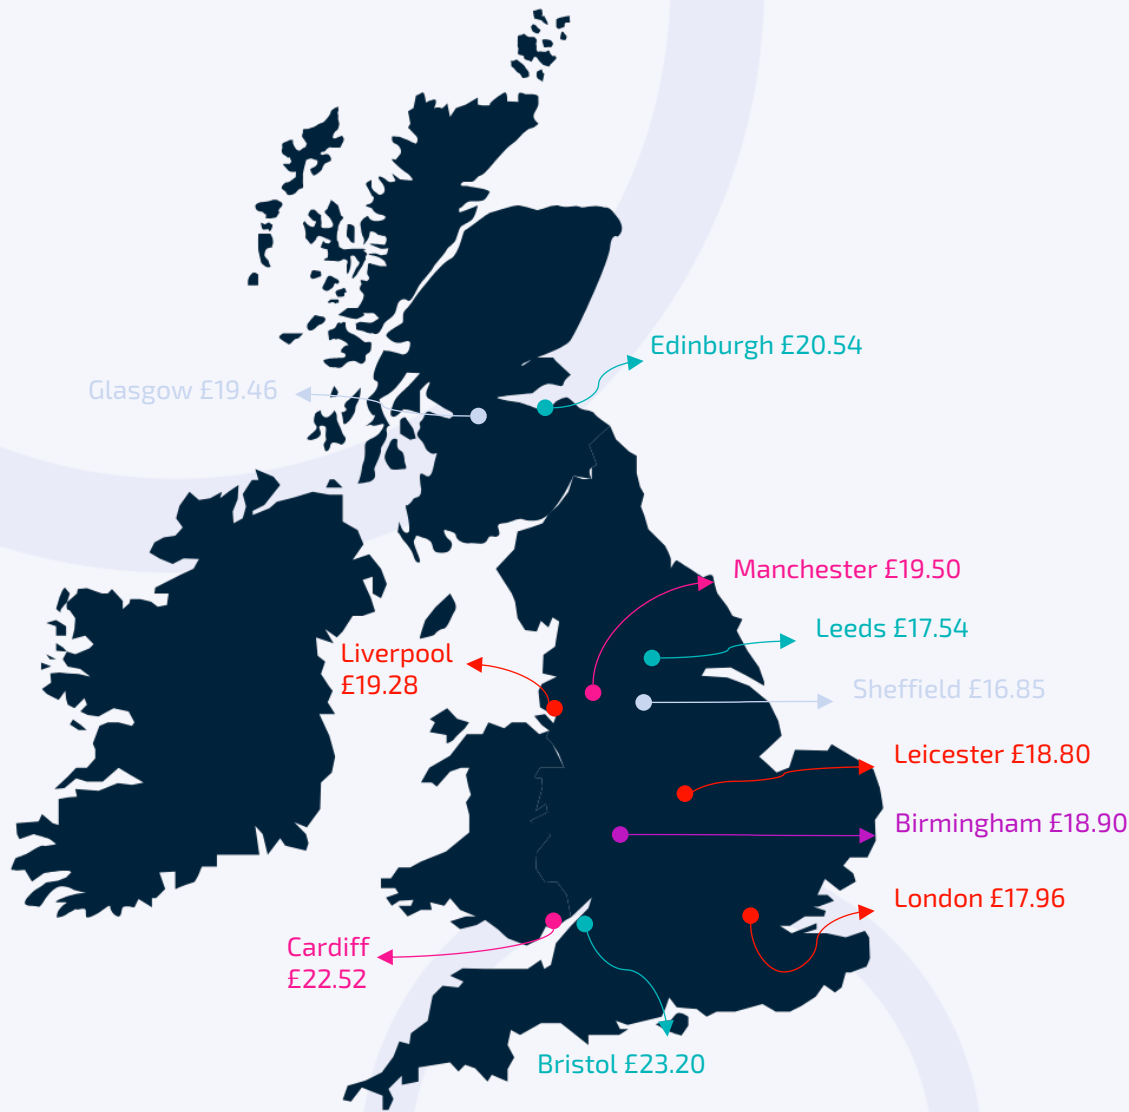 Edinburgh £20.54
Glasgow £19.46
Manchester £19.50
Leeds £17.54
Liverpool
£19.28
Sheffield £16.85
Leicester £18.80
Birmingham £18.90
London £17.96
Cardiff
£22.52
Bristol £23.20